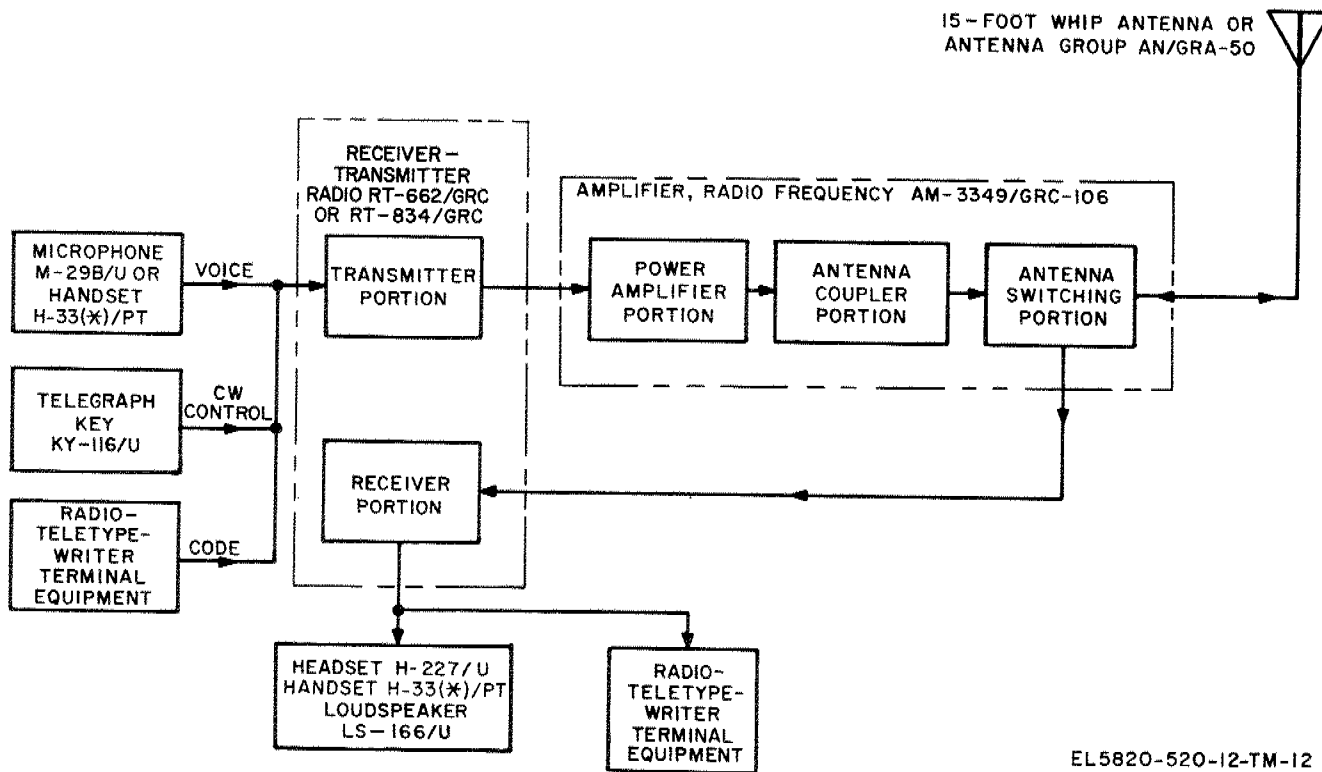 15-FOOT WHIP ANTENNA OR
ANTENNA GROUP AN/GRA-50
RECEIVER-
TRANSMITTER
RADIO RT-662/GRC
OR RT-834/GRC
AMPLIFIER, RADIO FREQUENCY AM-3349/GRC-106
MICROPHONE
M-29B/U OR
HANDSET
H-33(*)/PT
VOICE
TRANSMITTER
PORTION
POWER
AMPLIFIER
PORTION
ANTENNA
COUPLER
PORTION
ANTENNA
SWITCHING
PORTION
TELEGRAPH
KEY
KY-116/U
CW
CONTROL
RECEIVER
PORTION
RADIO-
TELETYPE-
WRITER
TERMINAL
EQUIPMENT
CODE
HEADSET H-227/U
HANDSET H-33(*)/PT
LOUDSPEAKER
LS-166/U
RADIO-
TELETYPE-
WRITER
TERMINAL
EQUIPMENT
EL5820-520-12-TM-12